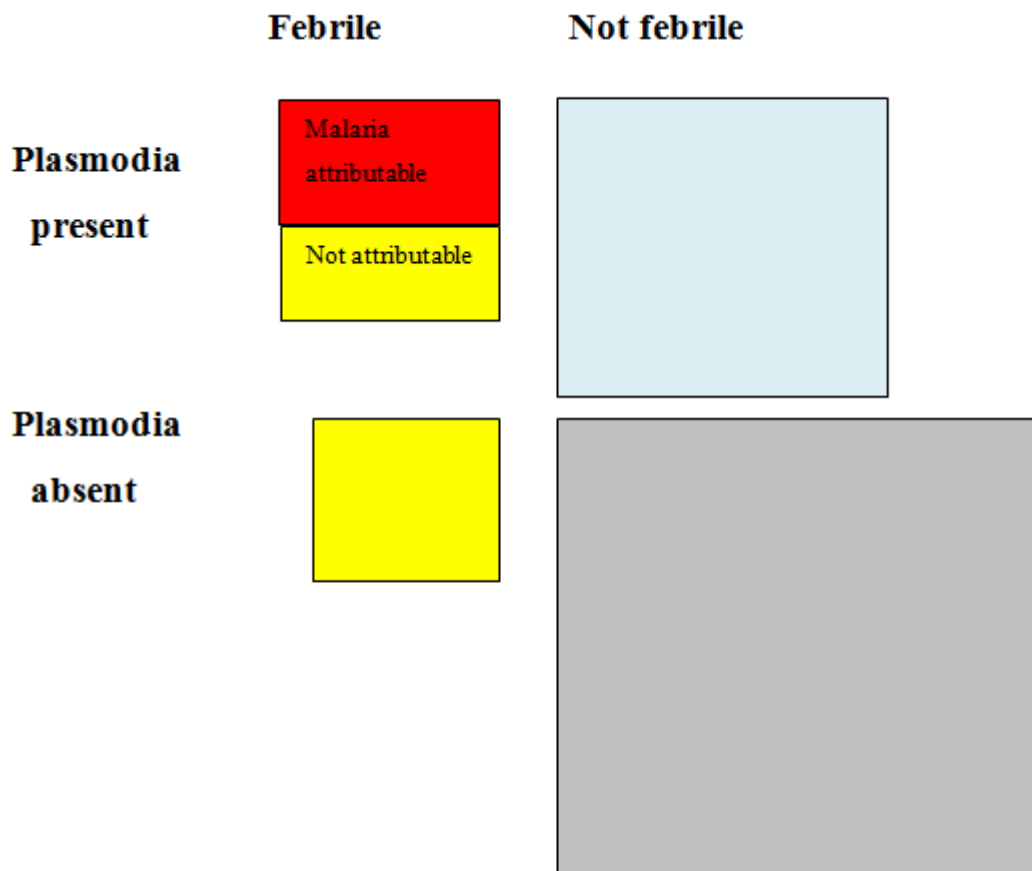 Febrile Not febrile
Plasmodia
present
Malaria
attributable
Not attributable
Plasmodia
absent